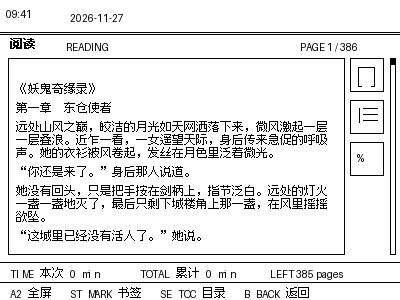 09:41 2026-11-27
阅读 READING PAGE 1 / 386
《妖鬼奇缘录》
第一章 东仓使者
远处山风之巅，皎洁的月光如天网洒落下来，微风激起一层
一层叠浪。近乍一看，一女遥望天际，身后传来急促的呼吸
声。她的衣衫被风卷起，发丝在月色里泛着微光。
“你还是来了。”身后那人说道。
她没有回头，只是把手按在剑柄上，指节泛白。远处的灯火
一盏一盏地灭了，最后只剩下城楼角上那一盏，在风里摇摇
欲坠。
“这城里已经没有活人了。”她说。
%
TIME 本次 0 min TOTAL 累计 0 min LEFT 385 pages
A2 全屏 ST MARK 书签 SE TOC 目录 B BACK 返回